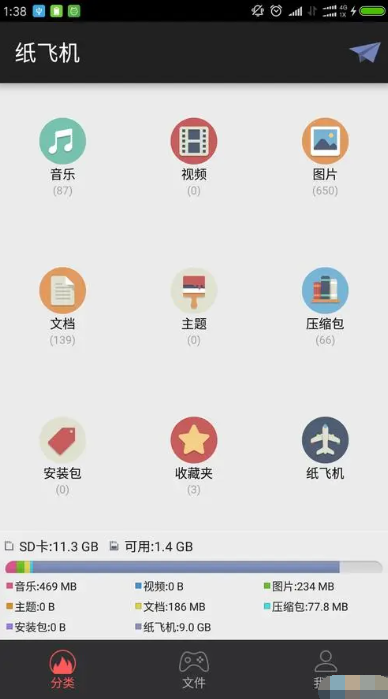 1:38
4G
1X
纸飞机
音乐
(87)
视频
(0)
图片
(650)
文档
(139)
主题
(0)
压缩包
(66)
安装包
(0)
收藏夹
(3)
纸飞机
SD卡:11.3 GB 可用:1.4 GB
音乐:469 MB 视频:0 B 图片:234 MB
主题:0 B 文档:186 MB 压缩包:77.8 MB
安装包:0 B 纸飞机:9.0 GB
分类
文件
我